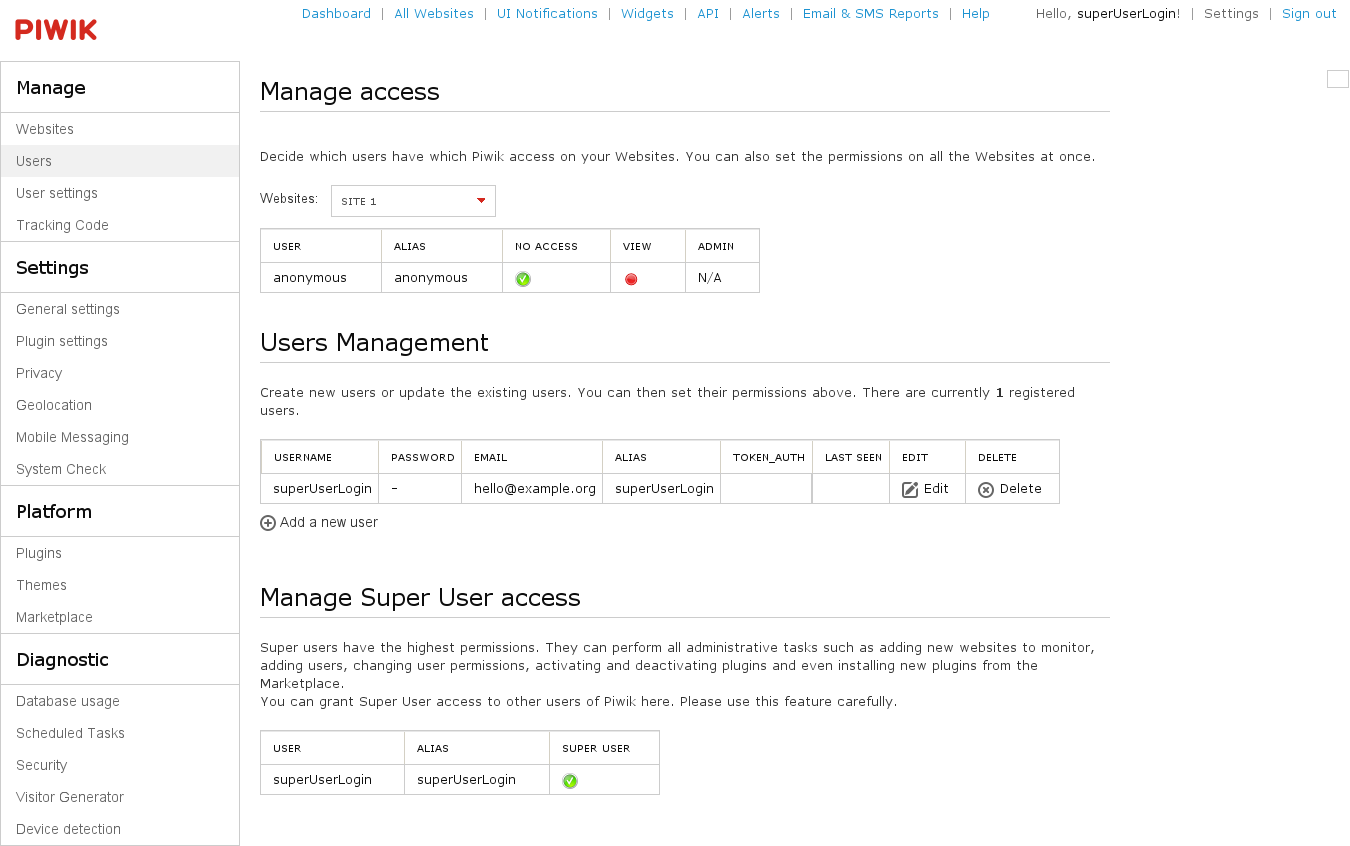 PIWIK
Dashboard | All Websites | UI Notifications | Widgets | API | Alerts | Email & SMS Reports | Help
Hello, superUserLogin! | Settings | Sign out
Manage
Websites
Users
User settings
Tracking Code
Settings
General settings
Plugin settings
Privacy
Geolocation
Mobile Messaging
System Check
Platform
Plugins
Themes
Marketplace
Diagnostic
Database usage
Scheduled Tasks
Security
Visitor Generator
Device detection
Manage access
Decide which users have which Piwik access on your Websites. You can also set the permissions on all the Websites at once.
Websites: SITE 1
USER ALIAS NO ACCESS VIEW ADMIN
anonymous anonymous N/A
Users Management
Create new users or update the existing users. You can then set their permissions above. There are currently 1 registered
users.
USERNAME PASSWORD EMAIL ALIAS TOKEN_AUTH LAST SEEN EDIT DELETE
superUserLogin - hello@example.org superUserLogin Edit Delete
Add a new user
Manage Super User access
Super users have the highest permissions. They can perform all administrative tasks such as adding new websites to monitor,
adding users, changing user permissions, activating and deactivating plugins and even installing new plugins from the
Marketplace.
You can grant Super User access to other users of Piwik here. Please use this feature carefully.
USER ALIAS SUPER USER
superUserLogin superUserLogin